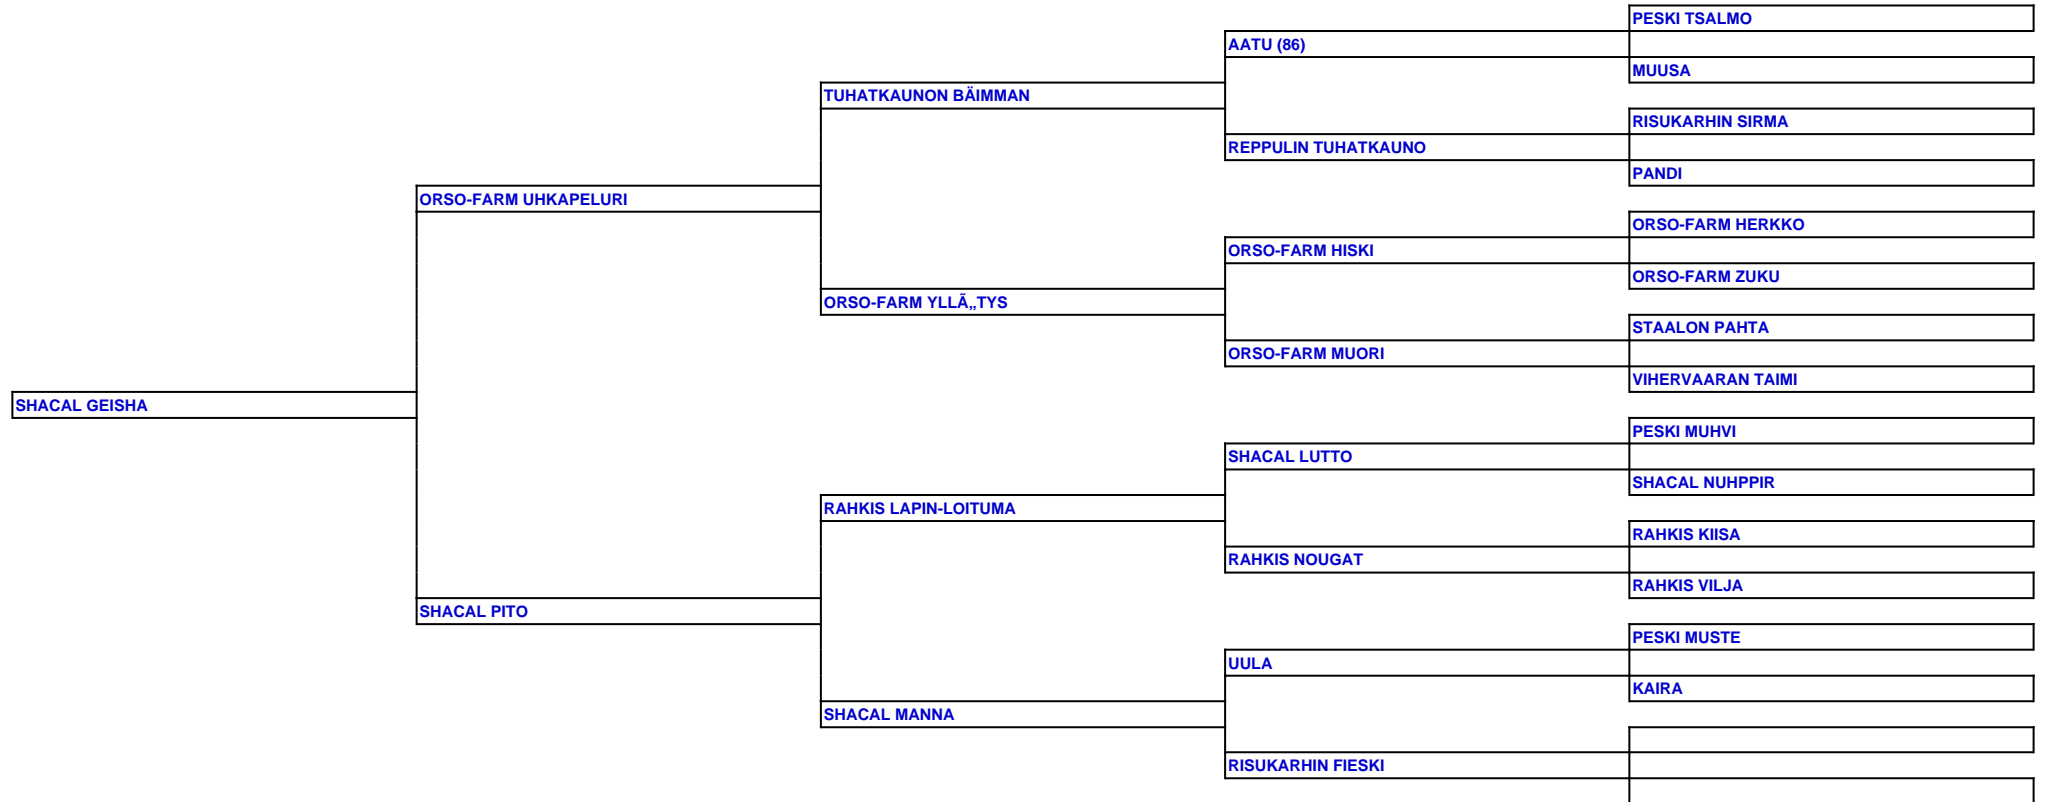 PESKI TSALMO
AATU (86)
MUUSA
TUHATKAUNON BÄIMMAN
RISUKARHIN SIRMA
REPPULIN TUHATKAUNO
PANDI
ORSO-FARM UHKAPELURI
ORSO-FARM HERKKO
ORSO-FARM HISKI
ORSO-FARM ZUKU
ORSO-FARM YLLÃ„TYS
STAALON PAHTA
ORSO-FARM MUORI
VIHERVAARAN TAIMI
SHACAL GEISHA
PESKI MUHVI
SHACAL LUTTO
SHACAL NUHPPIR
RAHKIS LAPIN-LOITUMA
RAHKIS KIISA
RAHKIS NOUGAT
RAHKIS VILJA
SHACAL PITO
PESKI MUSTE
UULA
KAIRA
SHACAL MANNA
RISUKARHIN FIESKI